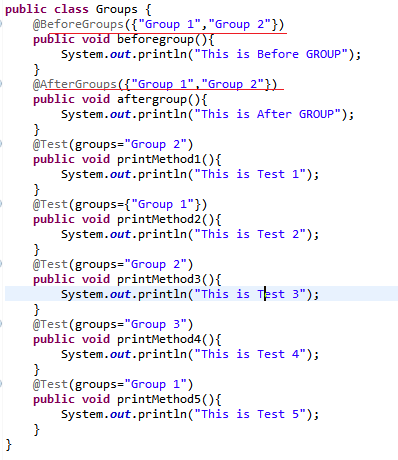 public class Groups {
@BeforeGroups({"Group 1","Group 2"})
public void beforegroup(){
System.out.println("This is Before GROUP");
}
@AfterGroups({"Group 1","Group 2"})
public void aftergroup(){
System.out.println("This is After GROUP");
}
@Test(groups="Group 2")
public void printMethod1(){
System.out.println("This is Test 1");
}
@Test(groups={"Group 1"})
public void printMethod2(){
System.out.println("This is Test 2");
}
@Test(groups="Group 2")
public void printMethod3(){
System.out.println("This is Test 3");
}
@Test(groups="Group 3")
public void printMethod4(){
System.out.println("This is Test 4");
}
@Test(groups="Group 1")
public void printMethod5(){
System.out.println("This is Test 5");
}
}